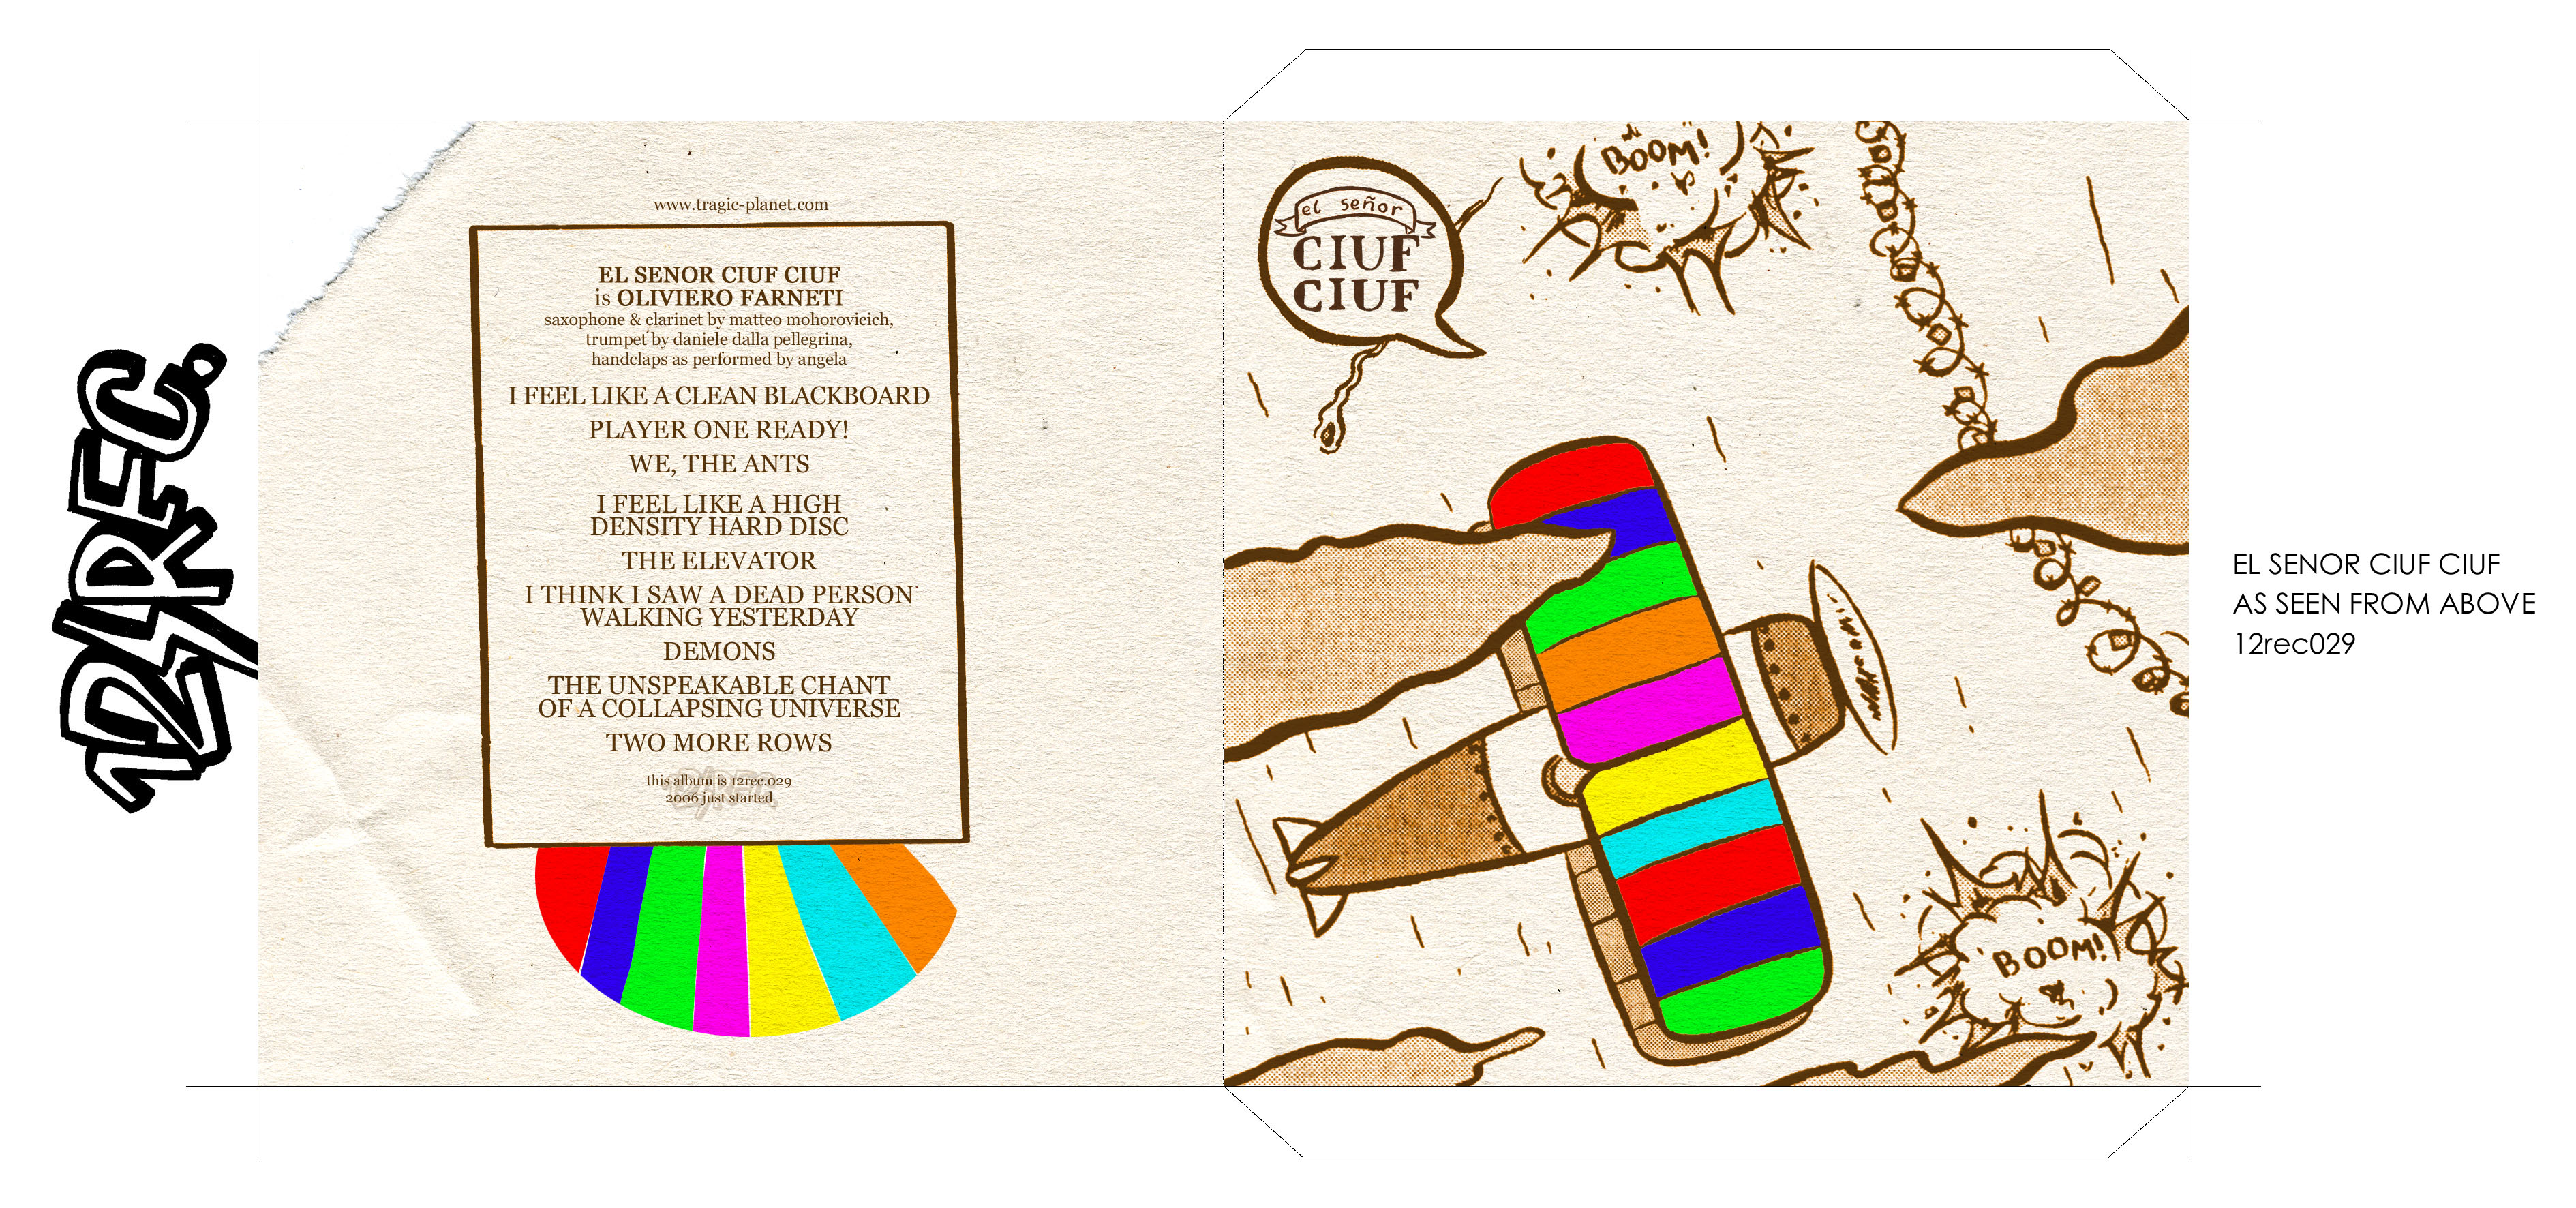 12REC.
www.tragic-planet.com
EL SENOR CIUF CIUF
is OLIVIERO FARNETI
saxophone & clarinet by matteo mohorovicich,
trumpet by daniele dalla pellegrina,
handclaps as performed by angela
I FEEL LIKE A CLEAN BLACKBOARD
PLAYER ONE READY!
WE, THE ANTS
I FEEL LIKE A HIGH
DENSITY HARD DISC
THE ELEVATOR
I THINK I SAW A DEAD PERSON
WALKING YESTERDAY
DEMONS
THE UNSPEAKABLE CHANT
OF A COLLAPSING UNIVERSE
TWO MORE ROWS
this album is 12rec.029
2006 just started
el señor
CIUF
CIUF
BOOM!
BOOM!
EL SENOR CIUF CIUF
AS SEEN FROM ABOVE
12rec029